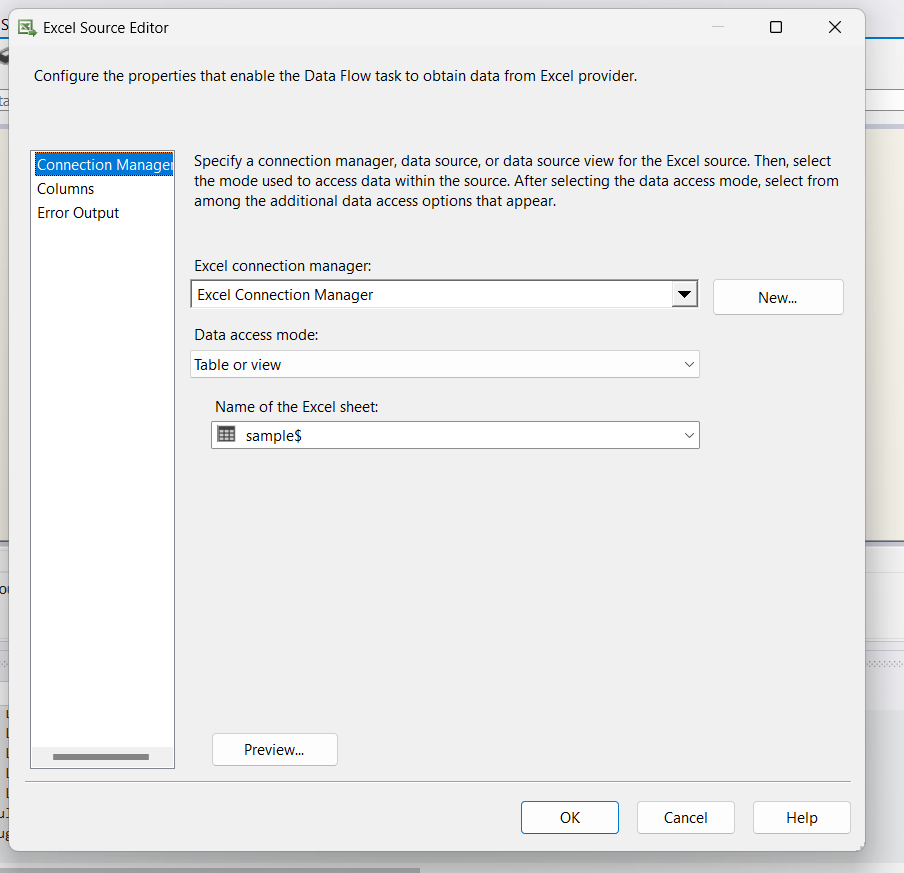 Excel Source Editor
Configure the properties that enable the Data Flow task to obtain data from Excel provider.
Connection Manager
Columns
Error Output
Specify a connection manager, data source, or data source view for the Excel source. Then, select
the mode used to access data within the source. After selecting the data access mode, select from
among the additional data access options that appear.
Excel connection manager:
Excel Connection Manager
New...
Data access mode:
Table or view
Name of the Excel sheet:
sample$
Preview...
OK
Cancel
Help